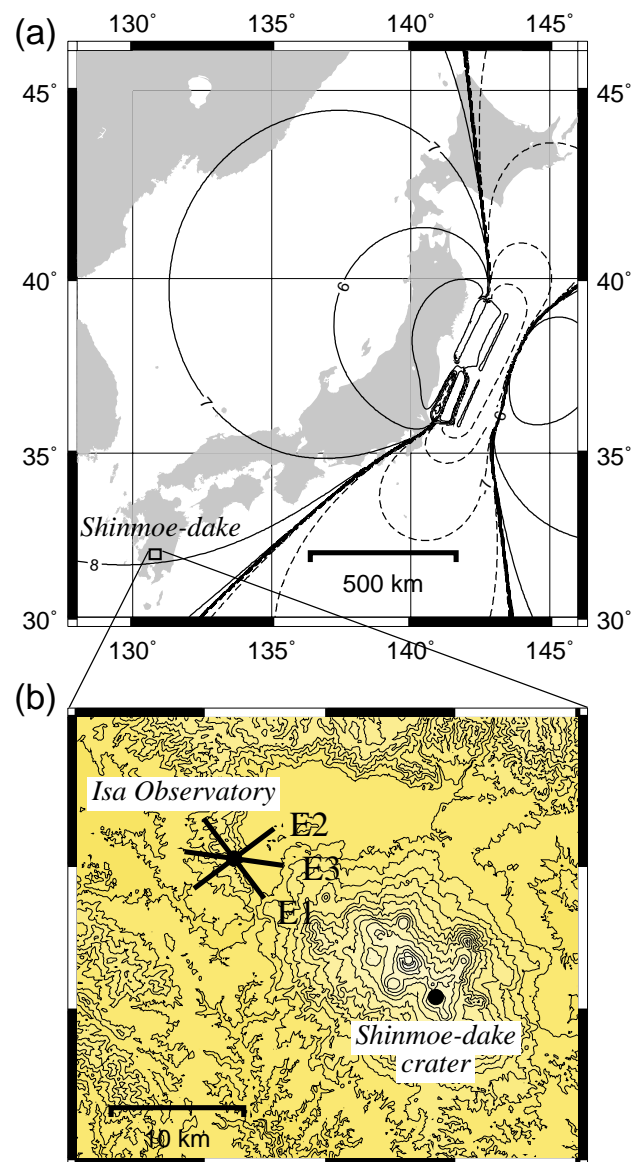 (a)
130° 135° 140° 145°
45° 45°
7
40° 40°
6
7
6
35° 35°
7
Shinmoe-dake
8
500 km
30° 30°
130° 135° 140° 145°
(b)
Isa Observatory
E2
E3
E1
Shinmoe-dake
crater
10 km